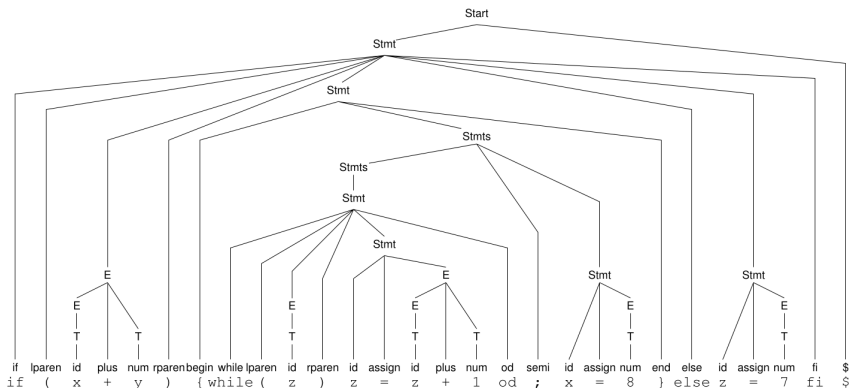 Start
Stmt
Stmt
Stmts
Stmts
Stmt
Stmt
E E Stmt Stmt
E E E E E
T T T T T T T
if lparen id plus num rparen begin while lparen id rparen id assign id plus num od semi id assign num end else id assign num fi $
if ( x + y ) { while ( z ) z = z + 1 od ; x = 8 } else z = 7 fi $